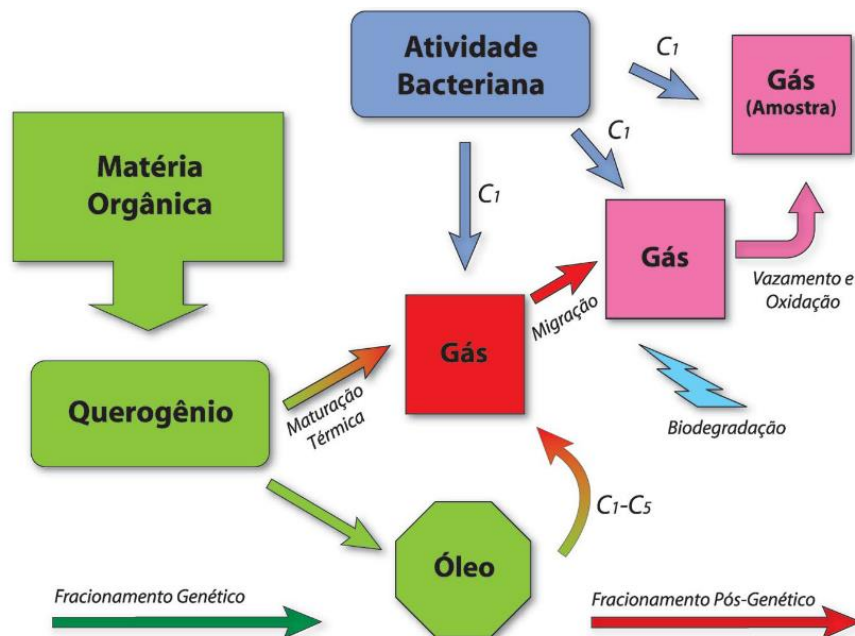 Atividade
Bacteriana
C1
Gás
(Amostra)
Matéria
Orgânica
C1
C1
Gás
Vazamento e
Oxidação
Migração
Gás
Querogênio
Maturação
Térmica
Biodegradação
C1-C5
Óleo
Fracionamento Genético
Fracionamento Pós-Genético